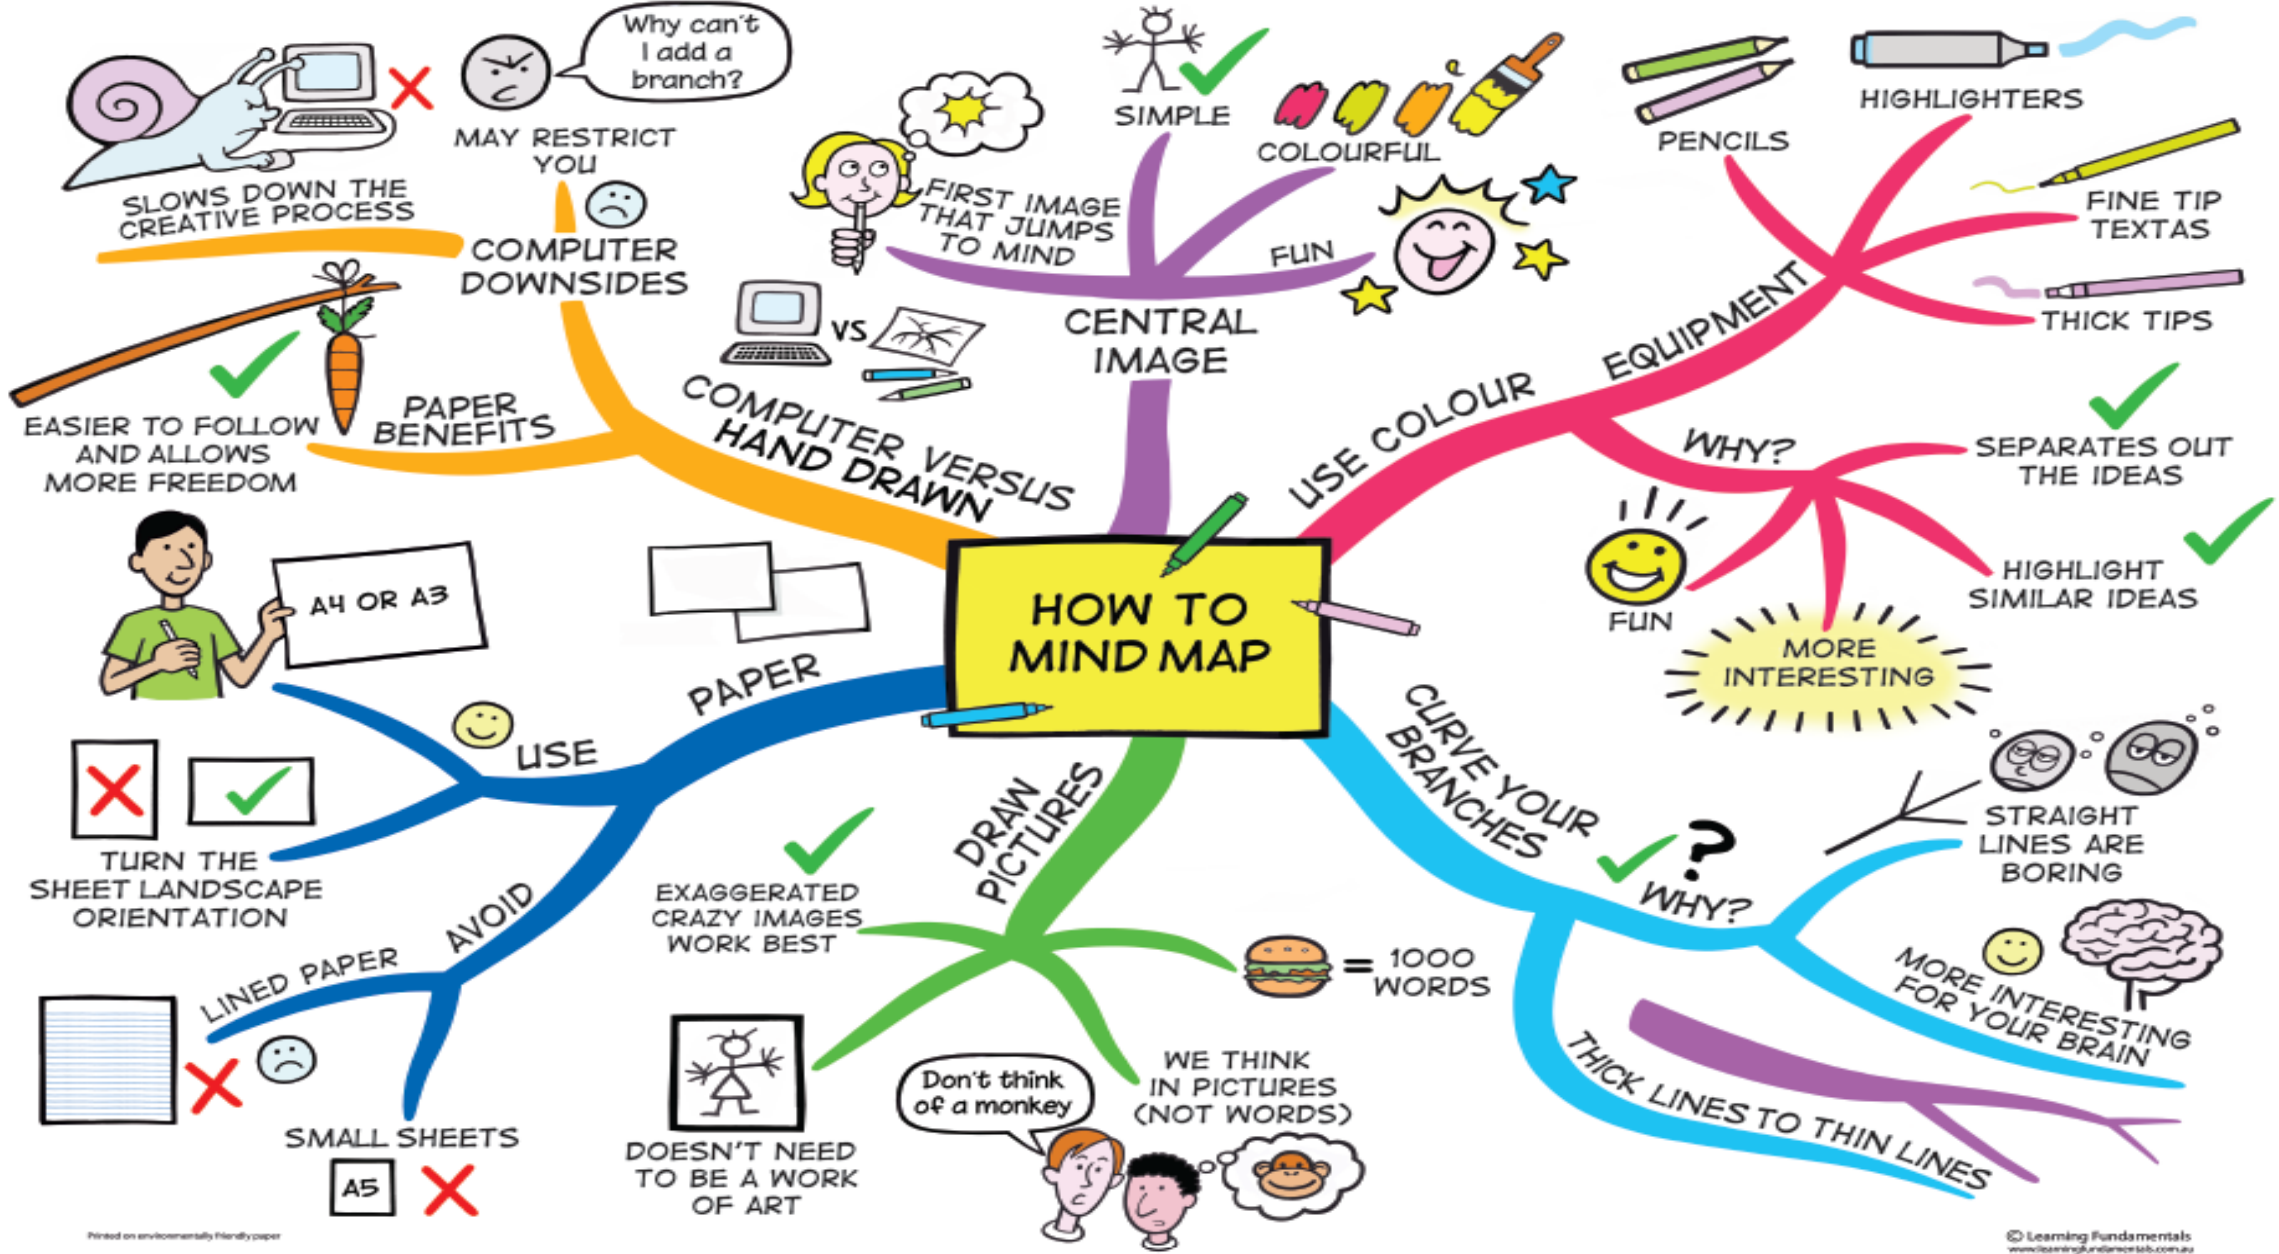 HOW TO
MIND MAP
CENTRAL
IMAGE
FIRST IMAGE
THAT JUMPS
TO MIND
SIMPLE
COLOURFUL
FUN
USE COLOUR
EQUIPMENT
PENCILS
HIGHLIGHTERS
FINE TIP
TEXTAS
THICK TIPS
WHY?
SEPARATES OUT
THE IDEAS
HIGHLIGHT
SIMILAR IDEAS
MORE
INTERESTING
FUN
CURVE YOUR
BRANCHES
?
WHY?
STRAIGHT
LINES ARE
BORING
MORE INTERESTING
FOR YOUR BRAIN
THICK LINES TO THIN LINES
DRAW
PICTURES
= 1000
WORDS
WE THINK
IN PICTURES
(NOT WORDS)
Don't think
of a monkey
DOESN'T NEED
TO BE A WORK
OF ART
EXAGGERATED
CRAZY IMAGES
WORK BEST
PAPER
USE
A4 OR A3
TURN THE
SHEET LANDSCAPE
ORIENTATION
AVOID
LINED PAPER
SMALL SHEETS
A5
COMPUTER VERSUS
HAND DRAWN
VS
PAPER
BENEFITS
EASIER TO FOLLOW
AND ALLOWS
MORE FREEDOM
COMPUTER
DOWNSIDES
SLOWS DOWN THE
CREATIVE PROCESS
MAY RESTRICT
YOU
Why can't
I add a
branch?
Printed on environmentally friendly paper
© Learning Fundamentals
www.learningfundamentals.com.au